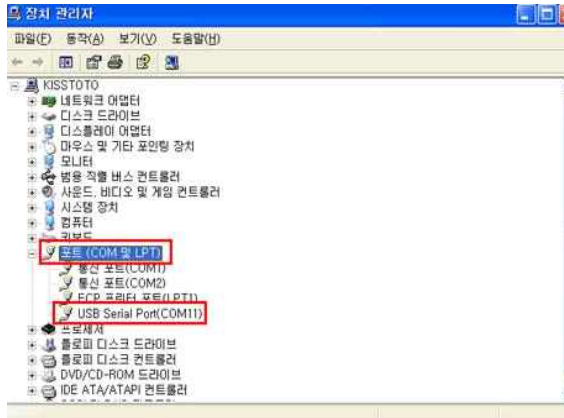 장치 관리자
파일(F) 동작(A) 보기(V) 도움말(H)
KISSTOTO
네트워크 어댑터
디스크 드라이브
디스플레이 어댑터
마우스 및 기타 포인팅 장치
모니터
범용 직렬 버스 컨트롤러
사운드, 비디오 및 게임 컨트롤러
시스템 장치
컴퓨터
키보드
포트 (COM 및 LPT)
통신 포트(COM1)
통신 포트(COM2)
ECP 프린터 포트(LPT1)
USB Serial Port(COM11)
프로세서
플로피 디스크 드라이브
플로피 디스크 컨트롤러
DVD/CD-ROM 드라이브
IDE ATA/ATAPI 컨트롤러